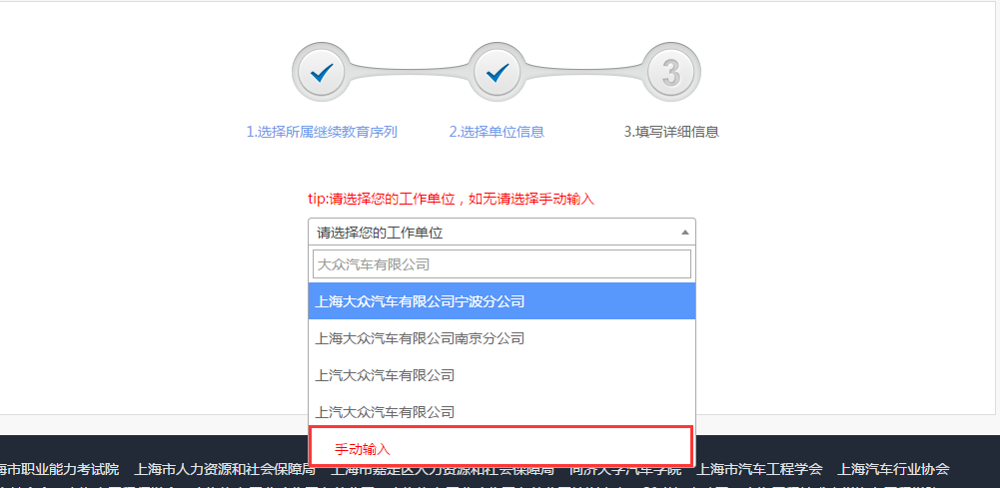 3
1.选择所属继续教育序列
2.选择单位信息
3.填写详细信息
tip:请选择您的工作单位，如无请选择手动输入
请选择您的工作单位
大众汽车有限公司
上海大众汽车有限公司宁波分公司
上海大众汽车有限公司南京分公司
上汽大众汽车有限公司
上汽大众汽车有限公司
手动输入
海市职业能力考试院 上海市人力资源和社会保障局 上海市嘉定区人力资源和社会保障局 同济大学汽车学院 上海市汽车工程学会 上海汽车行业协会